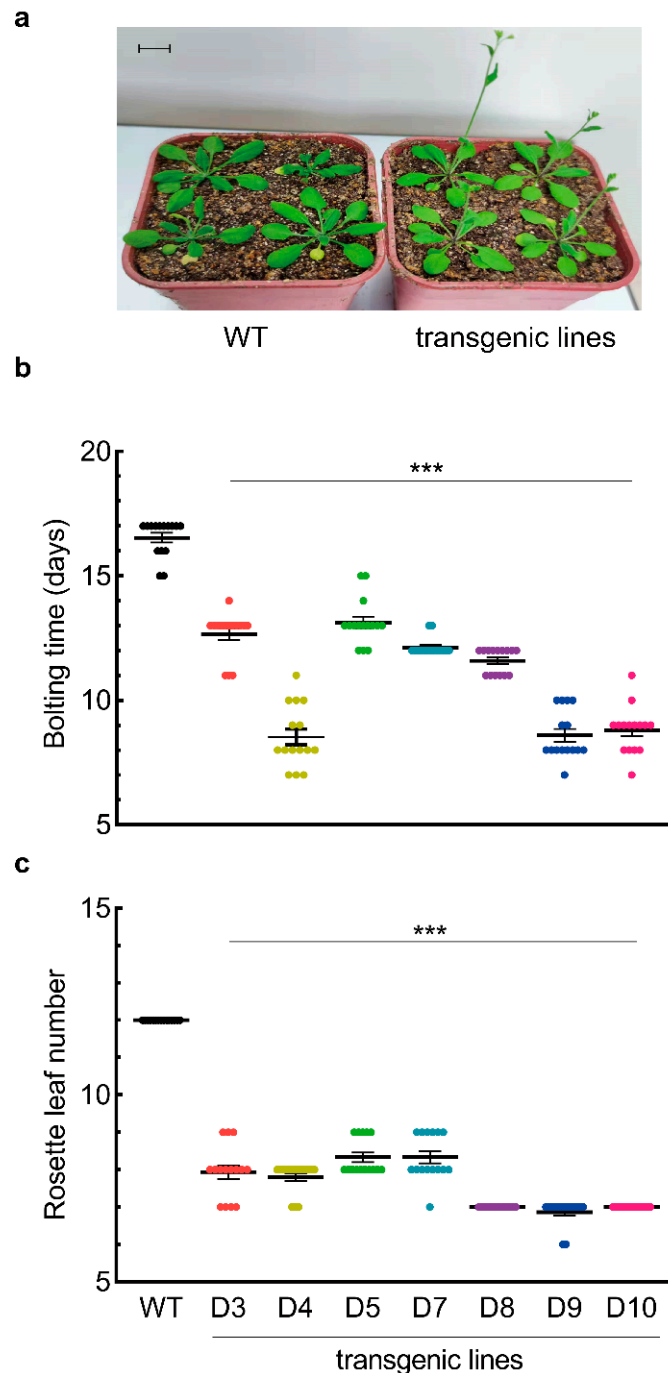 a
WT transgenic lines
b
20
***
15
10
5
Bolting time (days)
c
15
***
10
5
Rosette leaf number
WT D3 D4 D5 D7 D8 D9 D10
transgenic lines